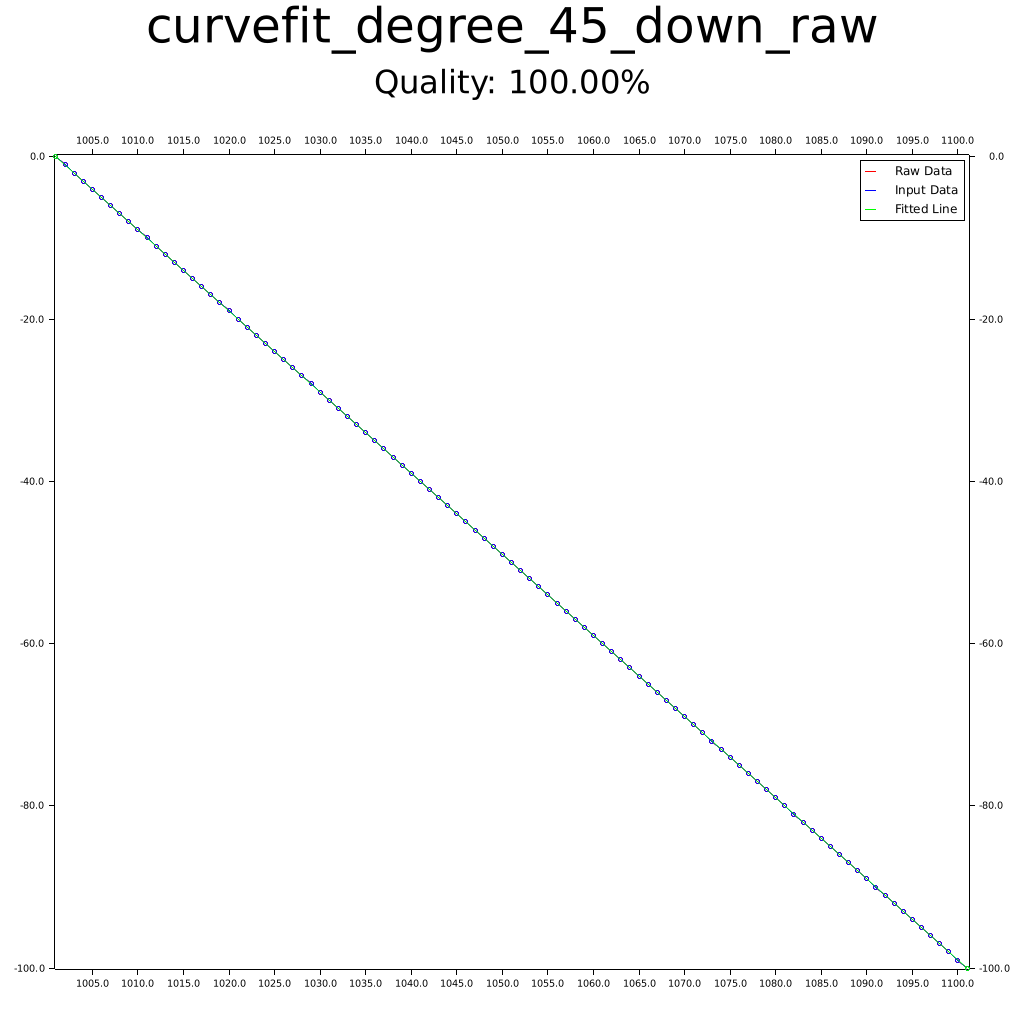 curvefit_degree_45_down_raw
Quality: 100.00%
1005.0 1010.0 1015.0 1020.0 1025.0 1030.0 1035.0 1040.0 1045.0 1050.0 1055.0 1060.0 1065.0 1070.0 1075.0 1080.0 1085.0 1090.0 1095.0 1100.0
0.0 0.0
Raw Data
Input Data
Fitted Line
-20.0 -20.0
-40.0 -40.0
-60.0 -60.0
-80.0 -80.0
-100.0 -100.0
1005.0 1010.0 1015.0 1020.0 1025.0 1030.0 1035.0 1040.0 1045.0 1050.0 1055.0 1060.0 1065.0 1070.0 1075.0 1080.0 1085.0 1090.0 1095.0 1100.0